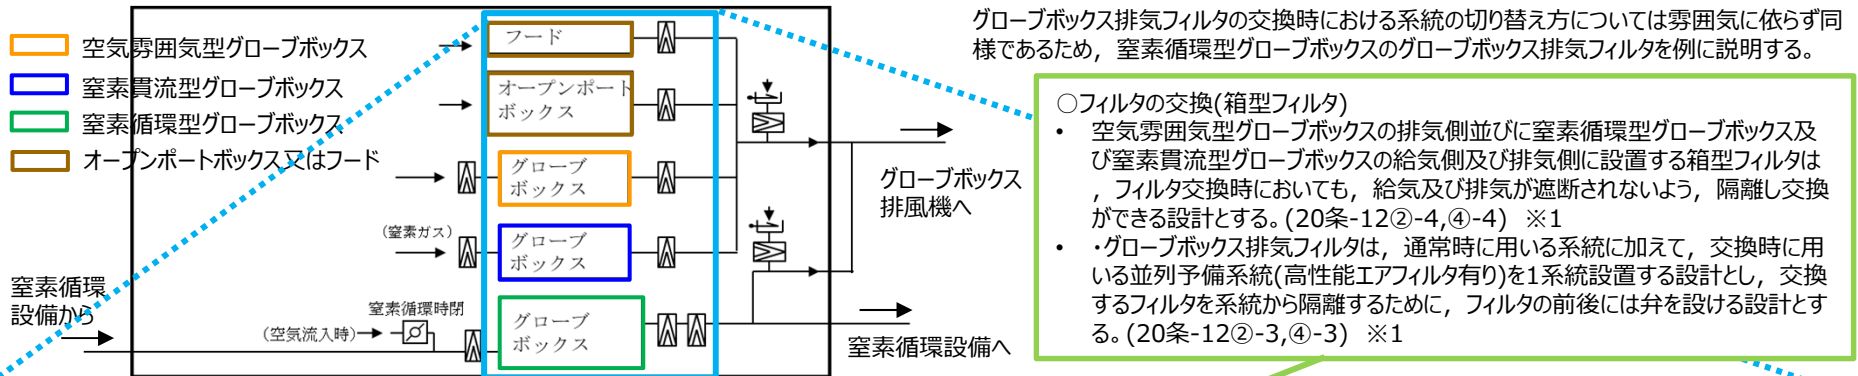 空気雰囲気型グローブボックス
窒素貫流型グローブボックス
窒素循環型グローブボックス
オープンポートボックス又はフード
フード
オープンポート
ボックス
グローブ
ボックス
(窒素ガス)
グローブ
ボックス
窒素循環
設備から
窒素循環時閉
(空気流入時)
グローブ
ボックス
グローブボックス
排風機へ
窒素循環設備へ
グローブボックス排気フィルタの交換時における系統の切り替え方については雰囲気に依らず同
様であるため，窒素循環型グローブボックスのグローブボックス排気フィルタを例に説明する。
○フィルタの交換(箱型フィルタ)
• 空気雰囲気型グローブボックスの排気側並びに窒素循環型グローブボックス及
び窒素貫流型グローブボックスの給気側及び排気側に設置する箱型フィルタは
，フィルタ交換時においても，給気及び排気が遮断されないよう，隔離し交換
ができる設計とする。(20条-12②-4,④-4) ※1
• ・グローブボックス排気フィルタは，通常時に用いる系統に加えて，交換時に用
いる並列予備系統(高性能エアフィルタ有り)を1系統設置する設計とし，交換
するフィルタを系統から隔離するために，フィルタの前後には弁を設ける設計とす
る。(20条-12②-3,④-3) ※1